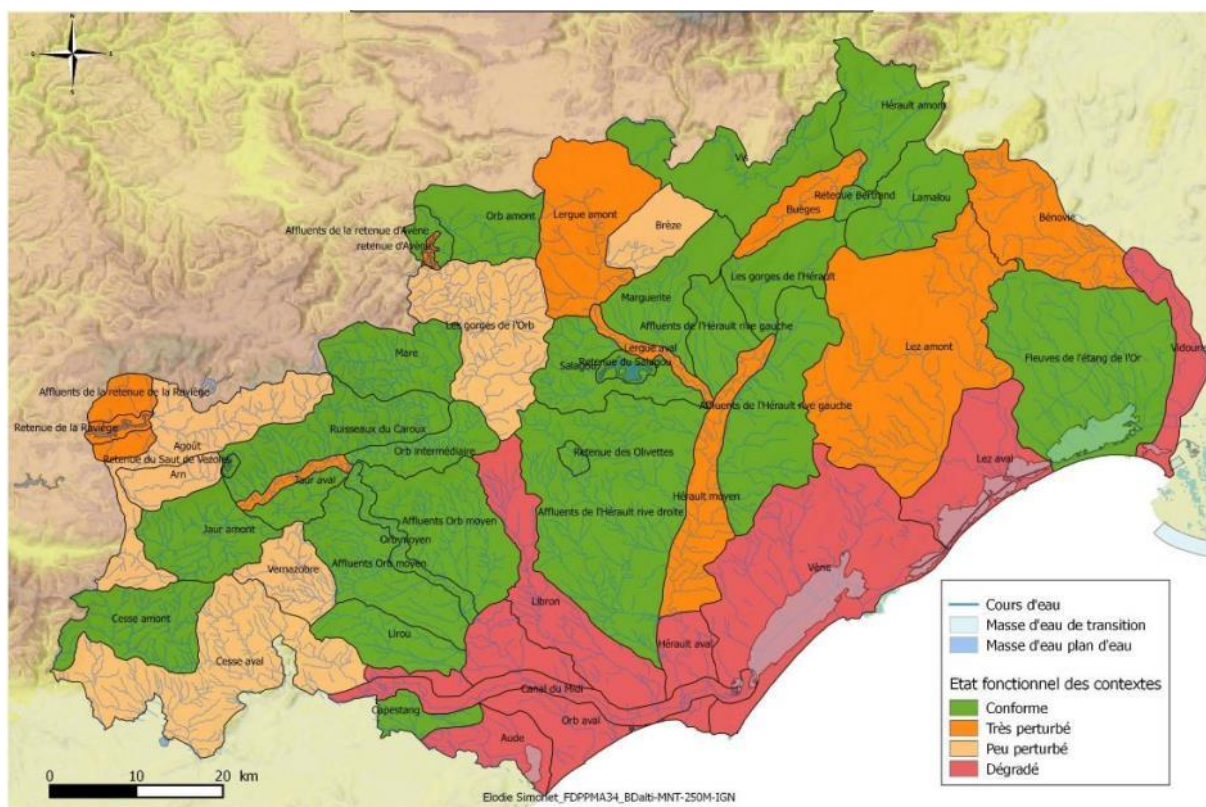 N
O
E
S
Hérault amont
Vis
Retenue Bertrand
Lamalou
Buèges
Bénovie
Orb amont
Lergue amont
Brèze
Affluents de la retenue d'Avène
retenue d'Avène
Les gorges de l'Hérault
Marguerite
Les gorges de l'Orb
Affluents de l'Hérault rive gauche
Mare
Lergue aval
Lez amont
Vidourle
Fleuves de l'étang de l'Or
Salagou
Retenue du Salagou
Affluents de la retenue de la Raviège
Affluents de l'Hérault rive gauche
Retenue de la Raviège
Ruisseaux du Caroux
Agoût
Orb intermédiaire
Retenue des Olivettes
Retenue du Saut de Vezoles
Lez aval
Arn
Jaur aval
Hérault moyen
Affluents Orb moyen
Affluents de l'Hérault rive droite
Jaur amont
Orb moyen
Affluents Orb moyen
Vernazobre
Vène
Libron
Cesse amont
Lirou
Hérault aval
Cesse aval
Canal du Midi
Capestang
Orb aval
Aude
Cours d'eau
Masse d'eau de transition
Masse d'eau plan d'eau
Etat fonctionnel des contextes
Conforme
Très perturbé
Peu perturbé
Dégradé
0 10 20 km
Elodie Simonet_FDPPMA34_BDalti-MNT-250M-IGN